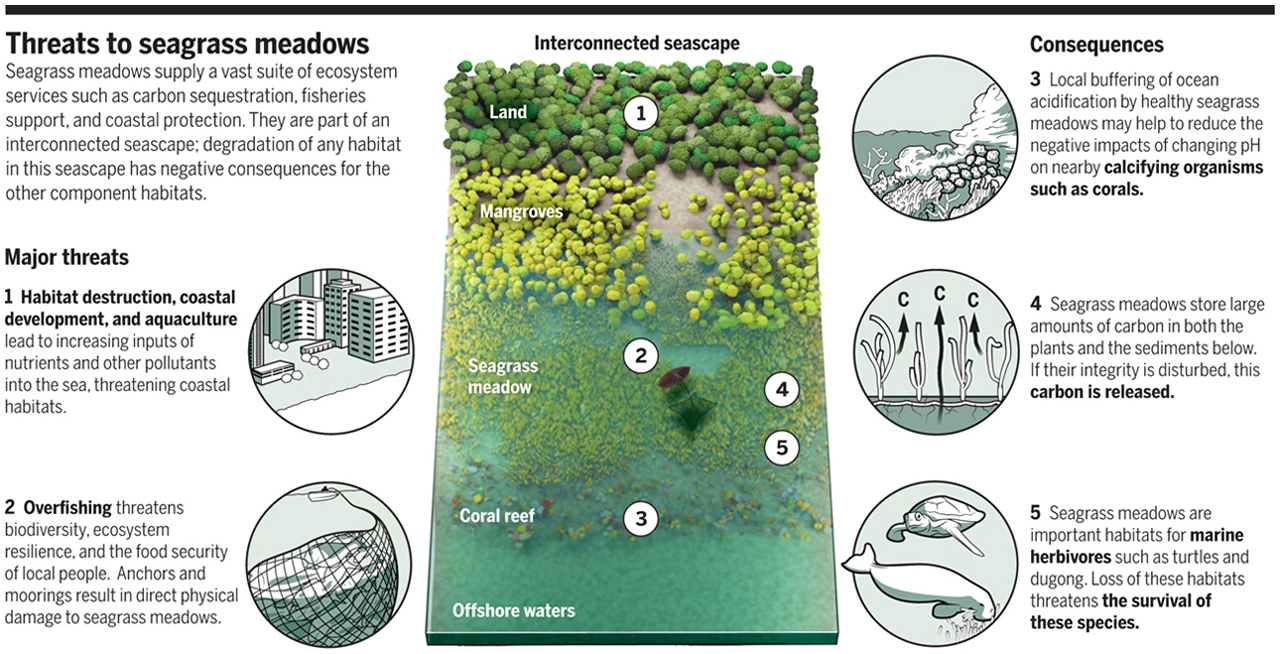 Threats to seagrass meadows
Seagrass meadows supply a vast suite of ecosystem
services such as carbon sequestration, fisheries
support, and coastal protection. They are part of an
interconnected seascape; degradation of any habitat
in this seascape has negative consequences for the
other component habitats.
Major threats
1 Habitat destruction, coastal
development, and aquaculture
lead to increasing inputs of
nutrients and other pollutants
into the sea, threatening coastal
habitats.
2 Overfishing threatens
biodiversity, ecosystem
resilience, and the food security
of local people. Anchors and
moorings result in direct physical
damage to seagrass meadows.
Interconnected seascape
Land
1
Mangroves
2
Seagrass
meadow
4
5
Coral reef
3
Offshore waters
Consequences
3 Local buffering of ocean
acidification by healthy seagrass
meadows may help to reduce the
negative impacts of changing pH
on nearby calcifying organisms
such as corals.
C C C
4 Seagrass meadows store large
amounts of carbon in both the
plants and the sediments below.
If their integrity is disturbed, this
carbon is released.
5 Seagrass meadows are
important habitats for marine
herbivores such as turtles and
dugong. Loss of these habitats
threatens the survival of
these species.